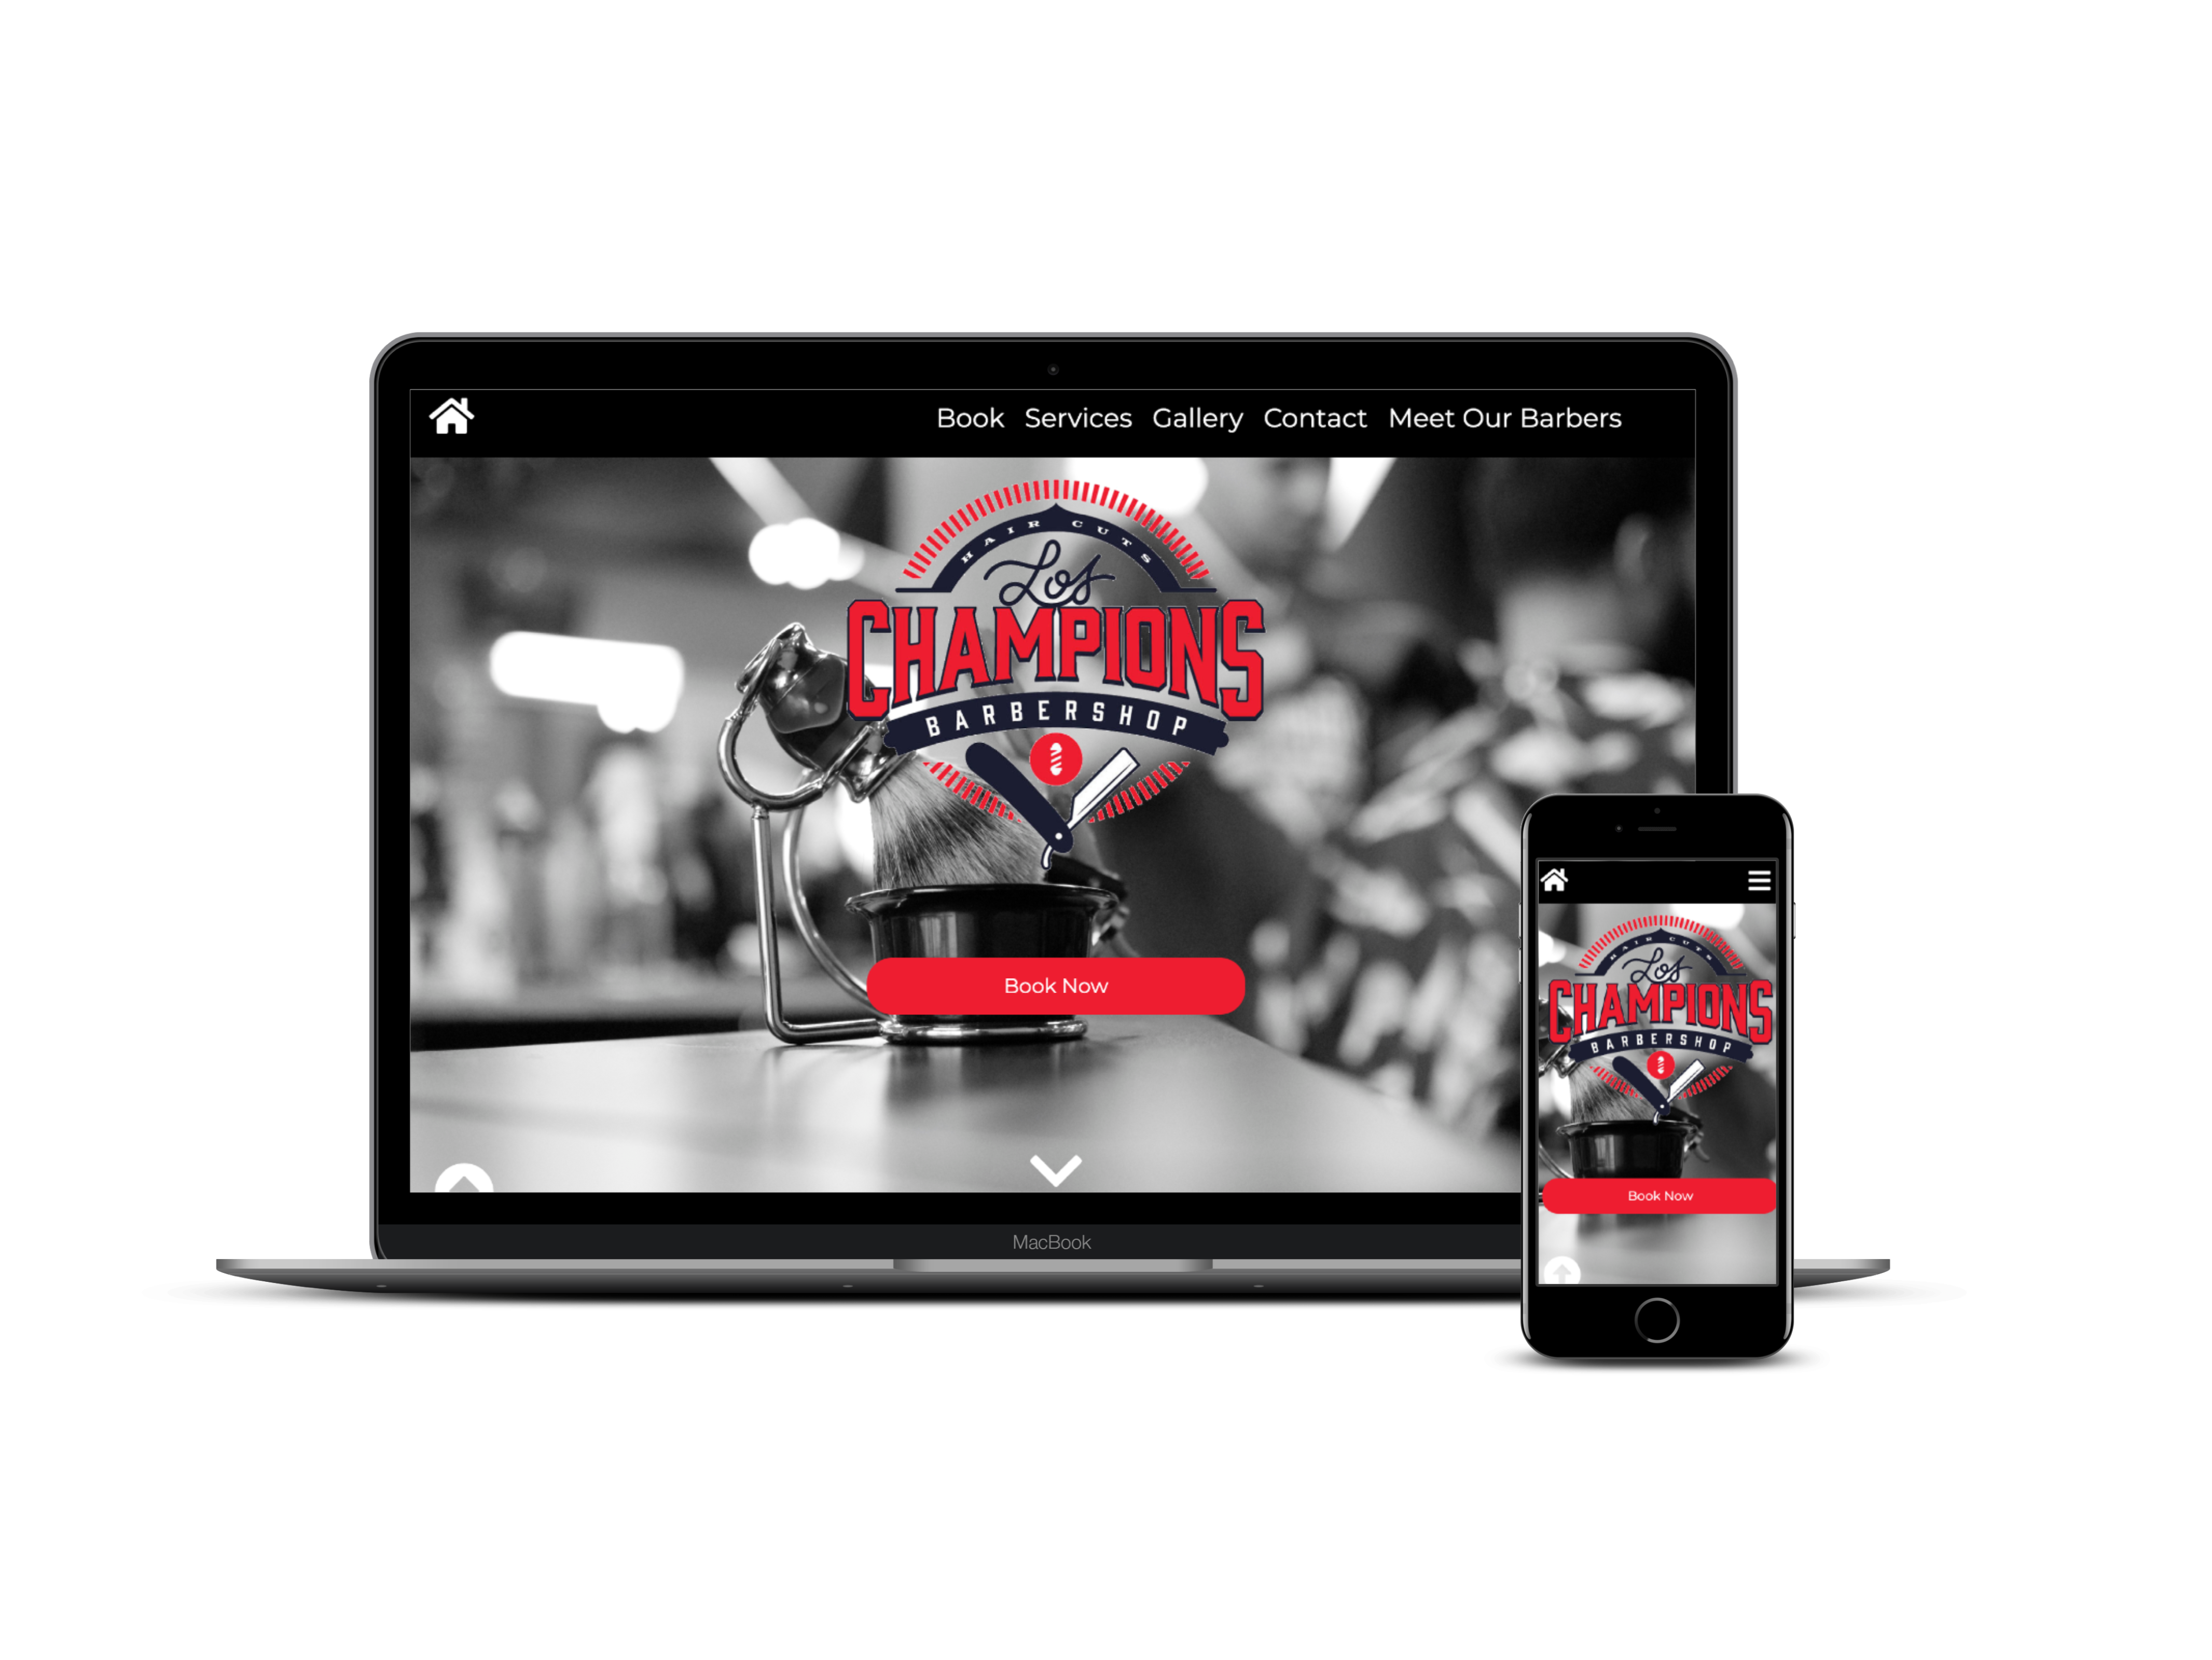 Book Services Gallery Contact Meet Our Barbers
HAIR CUTS
Los
CHAMPIONS
BARBERSHOP
Book Now
MacBook
HAIR CUTS
Los
CHAMPIONS
BARBERSHOP
Book Now